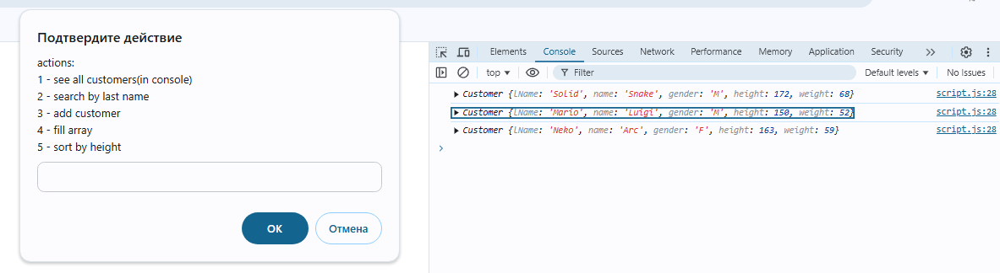 Подтвердите действие
actions:
1 - see all customers(in console)
2 - search by last name
3 - add customer
4 - fill array
5 - sort by height
ОК
Отмена
Elements Console Sources Network Performance Memory Application Security
top Filter Default levels No Issues
Customer {lName: 'Solid', name: 'Snake', gender: 'M', height: 172, weight: 68} script.js:28
Customer {lName: 'Mario', name: 'Luigi', gender: 'M', height: 150, weight: 52} script.js:28
Customer {lName: 'Neko', name: 'Arc', gender: 'F', height: 163, weight: 59} script.js:28